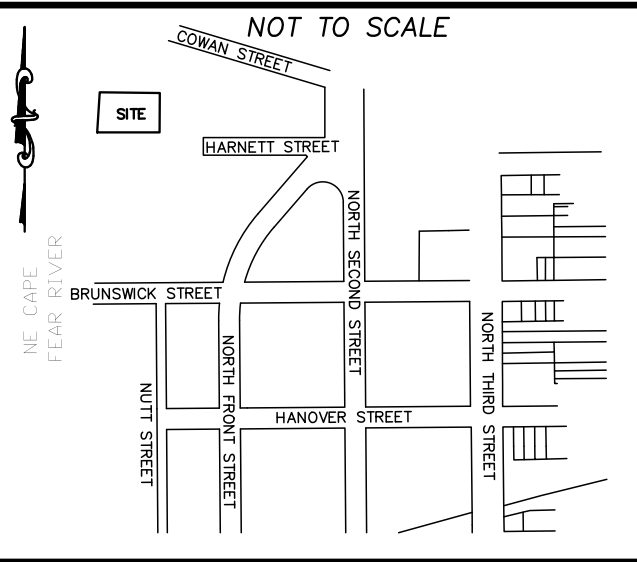 NOT TO SCALE
COWAN STREET
SITE
HARNETT STREET
NORTH SECOND STREET
NE CAPE
FEAR RIVER
BRUNSWICK STREET
NORTH THIRD STREET
NORTH FRONT STREET
NUTT STREET
HANOVER STREET